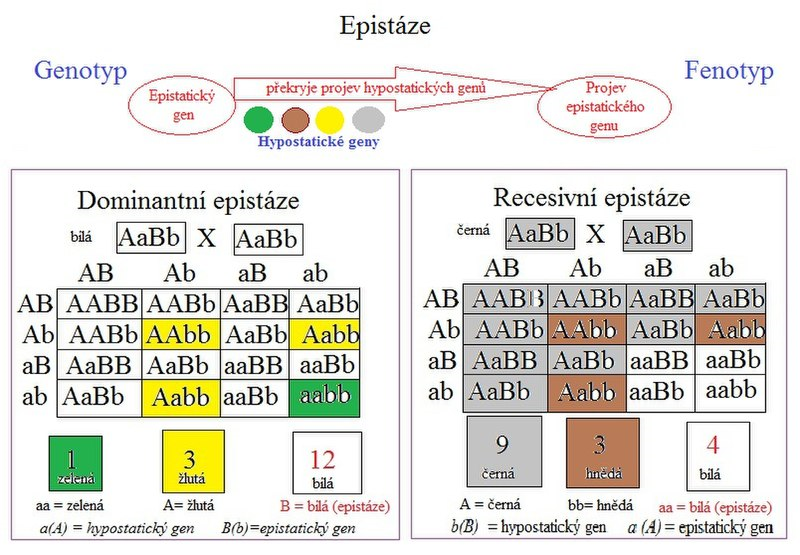 Epistáze
Genotyp
Fenotyp
Epistatický
gen
překryje projev hypostatických genů
Projev
epistatického
genu
Hypostatické geny
Dominantní epistáze
bílá AaBb X AaBb
AB Ab aB ab
AB AABB AABb AaBB AaBb
Ab AABb AAbb AaBb Aabb
aB AaBB AaBb aaBB aaBb
ab AaBb Aabb aaBb aabb
1 3 12
zelená žlutá bílá
aa = zelená A= žlutá B = bílá (epistáze)
a(A) = hypostatický gen B(b)=epistatický gen
Recesivní epistáze
černá AaBb X AaBb
AB Ab aB ab
AB AABB AABb AaBB AaBb
Ab AABb AAbb AaBb Aabb
aB AABB AaBb aaBB aaBb
ab AaBb Aabb aaBb aabb
9 3 4
černá hnědá bílá
A = černá bb= hnědá aa = bílá (epistáze)
b(B) = hypostatický gen a (A) = epistatický gen